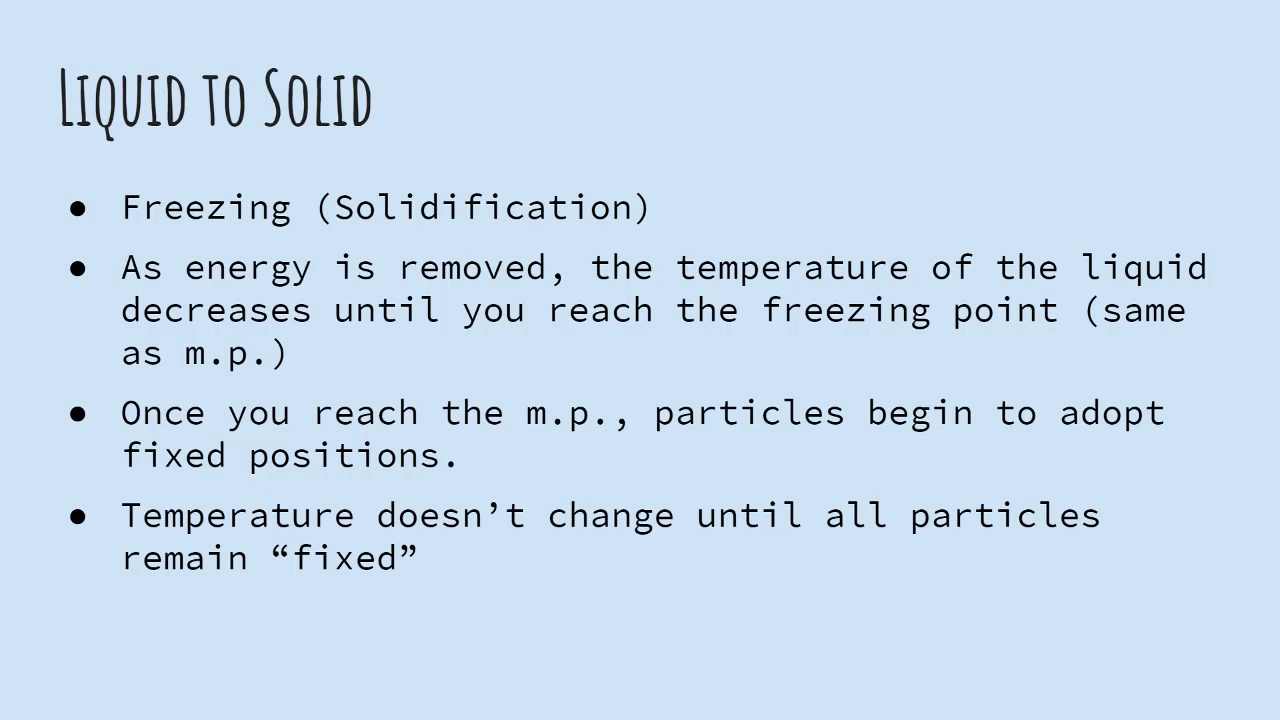 Liquid to Solid
● Freezing (Solidification)
● As energy is removed, the temperature of the liquid
decreases until you reach the freezing point (same
as m.p.)
● Once you reach the m.p., particles begin to adopt
fixed positions.
● Temperature doesn’t change until all particles
remain “fixed”